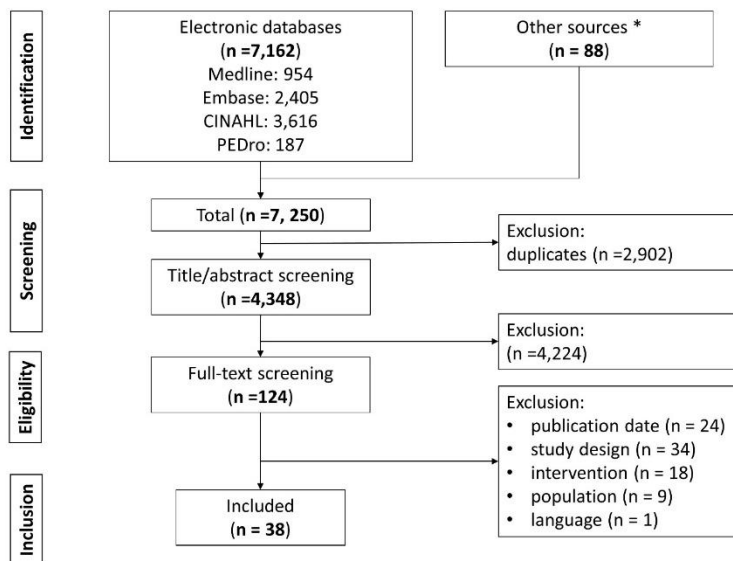 Identification
Electronic databases
(n =7,162)
Medline: 954
Embase: 2,405
CINAHL: 3,616
PEDro: 187
Other sources *
(n = 88)
Screening
Total (n =7, 250)
Exclusion:
duplicates (n =2,902)
Title/abstract screening
(n =4,348)
Exclusion:
(n =4,224)
Eligibility
Full-text screening
(n =124)
Exclusion:
• publication date (n = 24)
• study design (n = 34)
• intervention (n = 18)
• population (n = 9)
• language (n = 1)
Inclusion
Included
(n = 38)